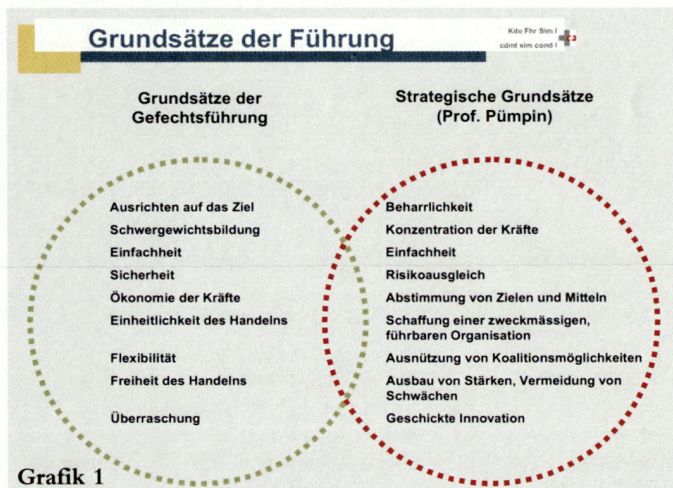 Grundsätze der Führung
Kdo Fhr Sim I
cdmt sim cond I
Grundsätze der
Gefechtsführung
Ausrichten auf das Ziel
Schwergewichtsbildung
Einfachheit
Sicherheit
Ökonomie der Kräfte
Einheitlichkeit des Handelns
Flexibilität
Freiheit des Handelns
Überraschung
Strategische Grundsätze
(Prof. Pümpin)
Beharrlichkeit
Konzentration der Kräfte
Einfachheit
Risikoausgleich
Abstimmung von Zielen und Mitteln
Schaffung einer zweckmässigen,
führbaren Organisation
Ausnützung von Koalitionsmöglichkeiten
Ausbau von Stärken, Vermeidung von
Schwächen
Geschickte Innovation
Grafik 1